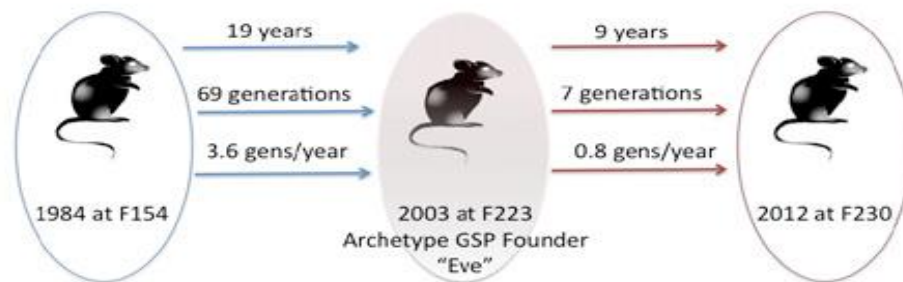 19 years
9 years
69 generations
7 generations
3.6 gens/year
0.8 gens/year
1984 at F154
2003 at F223
2012 at F230
Archetype GSP Founder
“Eve”